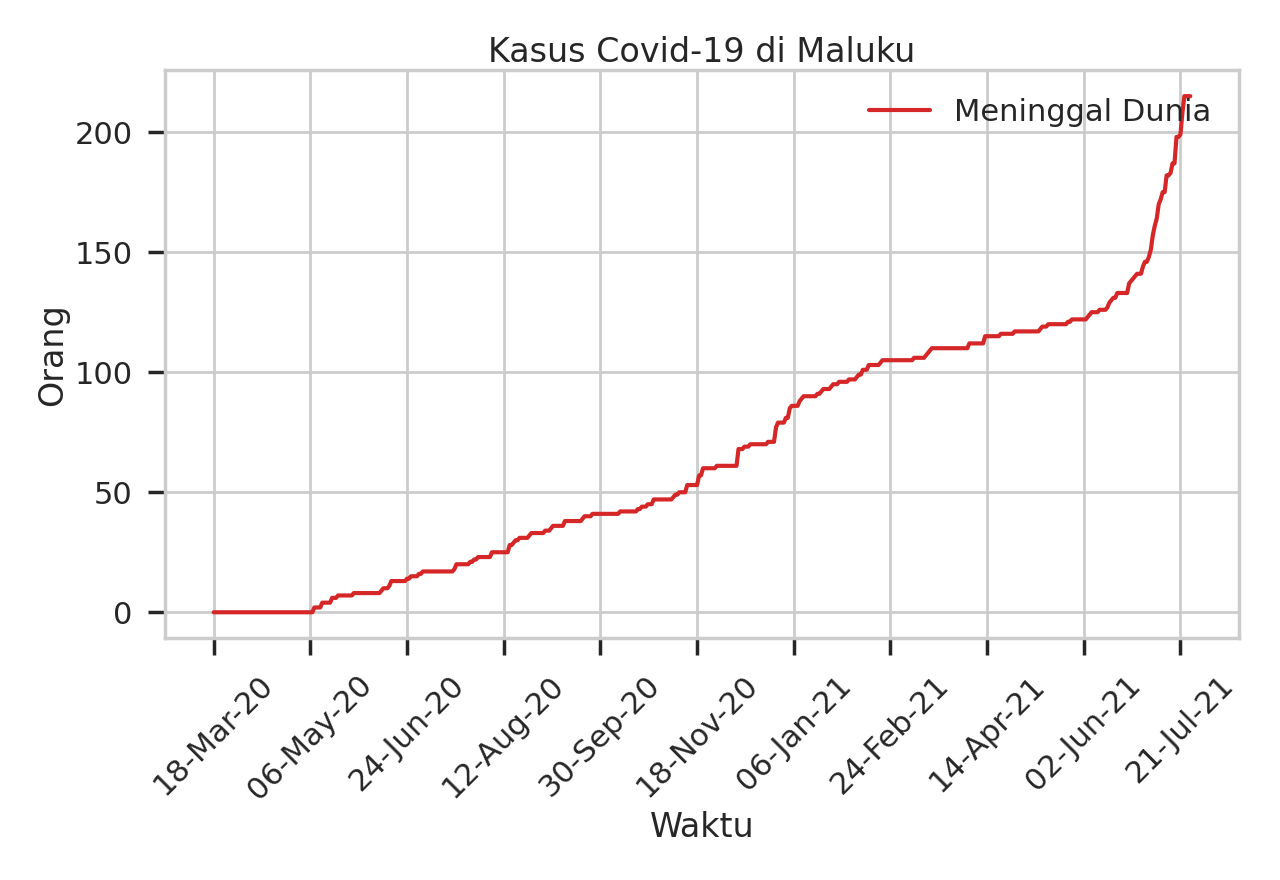 Kasus Covid-19 di Maluku
Meninggal Dunia
Orang
200
150
100
50
0
18-Mar-20
06-May-20
24-Jun-20
12-Aug-20
30-Sep-20
18-Nov-20
06-Jan-21
24-Feb-21
14-Apr-21
02-Jun-21
21-Jul-21
Waktu